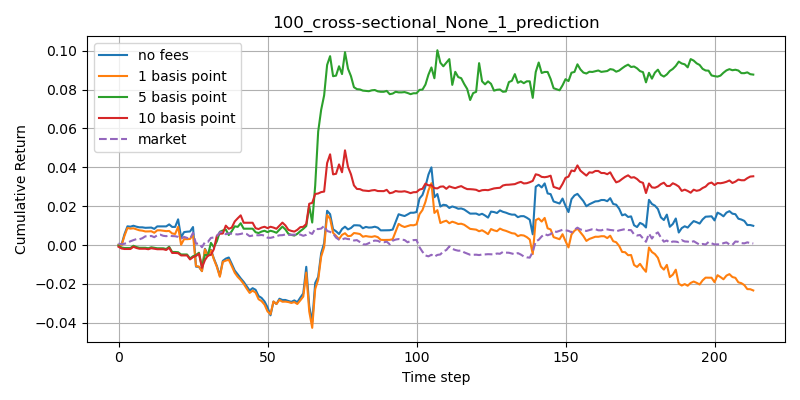 100_cross-sectional_None_1_prediction
no fees
1 basis point
5 basis point
10 basis point
market
Cumulative Return
0.10
0.08
0.06
0.04
0.02
0.00
−0.02
−0.04
0 50 100 150 200
Time step